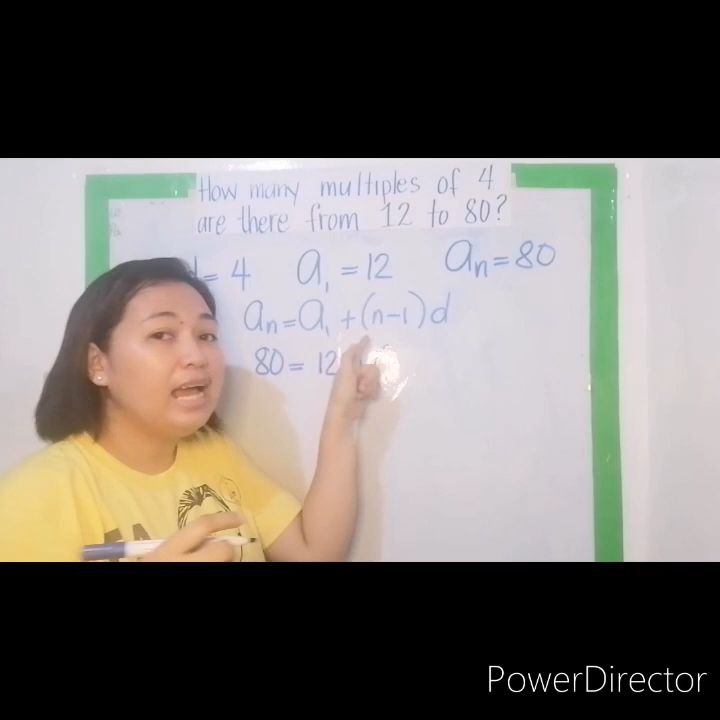 How many multiples of 4
are there from 12 to 80?
= 4 a₁ = 12 aₙ = 80
aₙ = a₁ + (n-1) d
80 = 12
PowerDirector